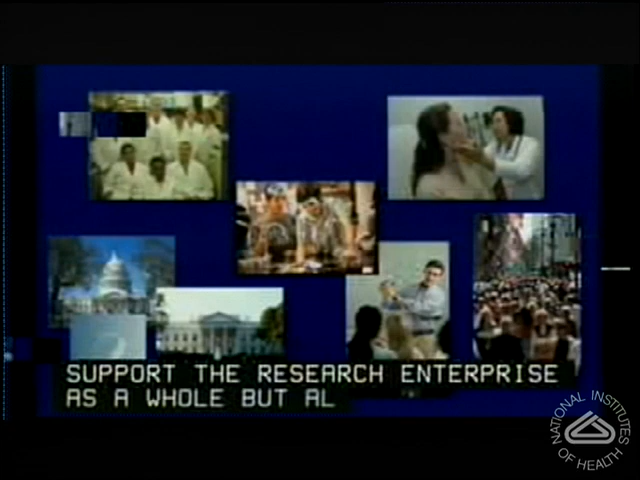 SUPPORT THE RESEARCH ENTERPRISE
AS A WHOLE BUT AL
NATIONAL INSTITUTES
OF HEALTH